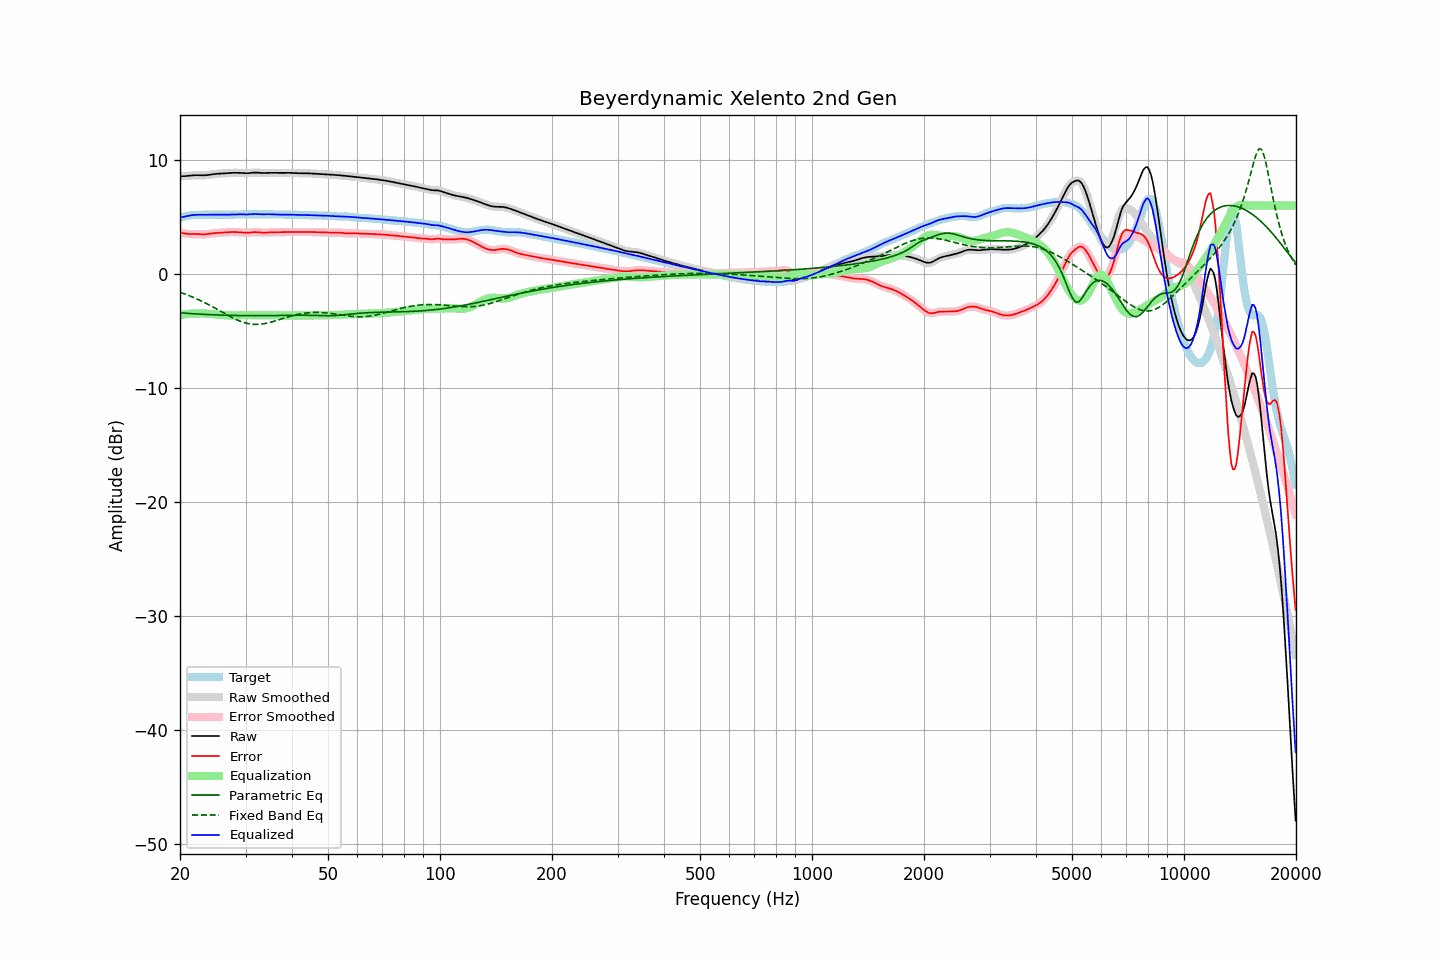 Beyerdynamic Xelento 2nd Gen
Amplitude (dBr)
10
0
−10
−20
−30
−40
−50
Target
Raw Smoothed
Error Smoothed
Raw
Error
Equalization
Parametric Eq
Fixed Band Eq
Equalized
20 50 100 200 500 1000 2000 5000 10000 20000
Frequency (Hz)